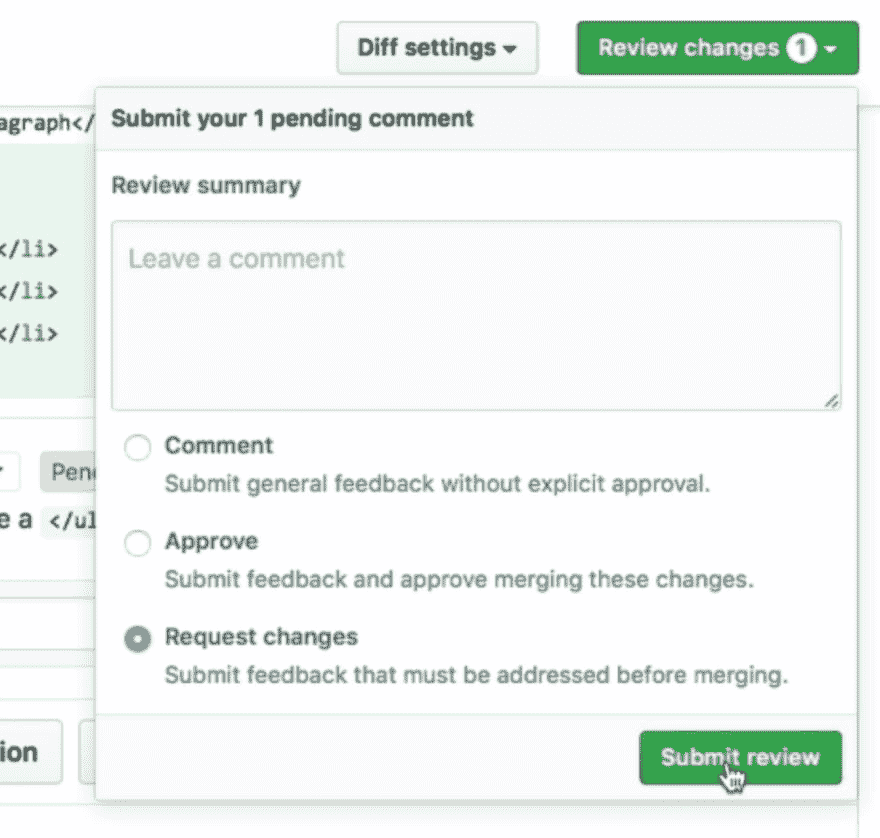 Diff settings
Review changes 1
agraph</
Submit your 1 pending comment
Review summary
Leave a comment
</li>
</li>
</li>
Comment
Submit general feedback without explicit approval.
Pen
e a </ul
Approve
Submit feedback and approve merging these changes.
Request changes
Submit feedback that must be addressed before merging.
ion
Submit review